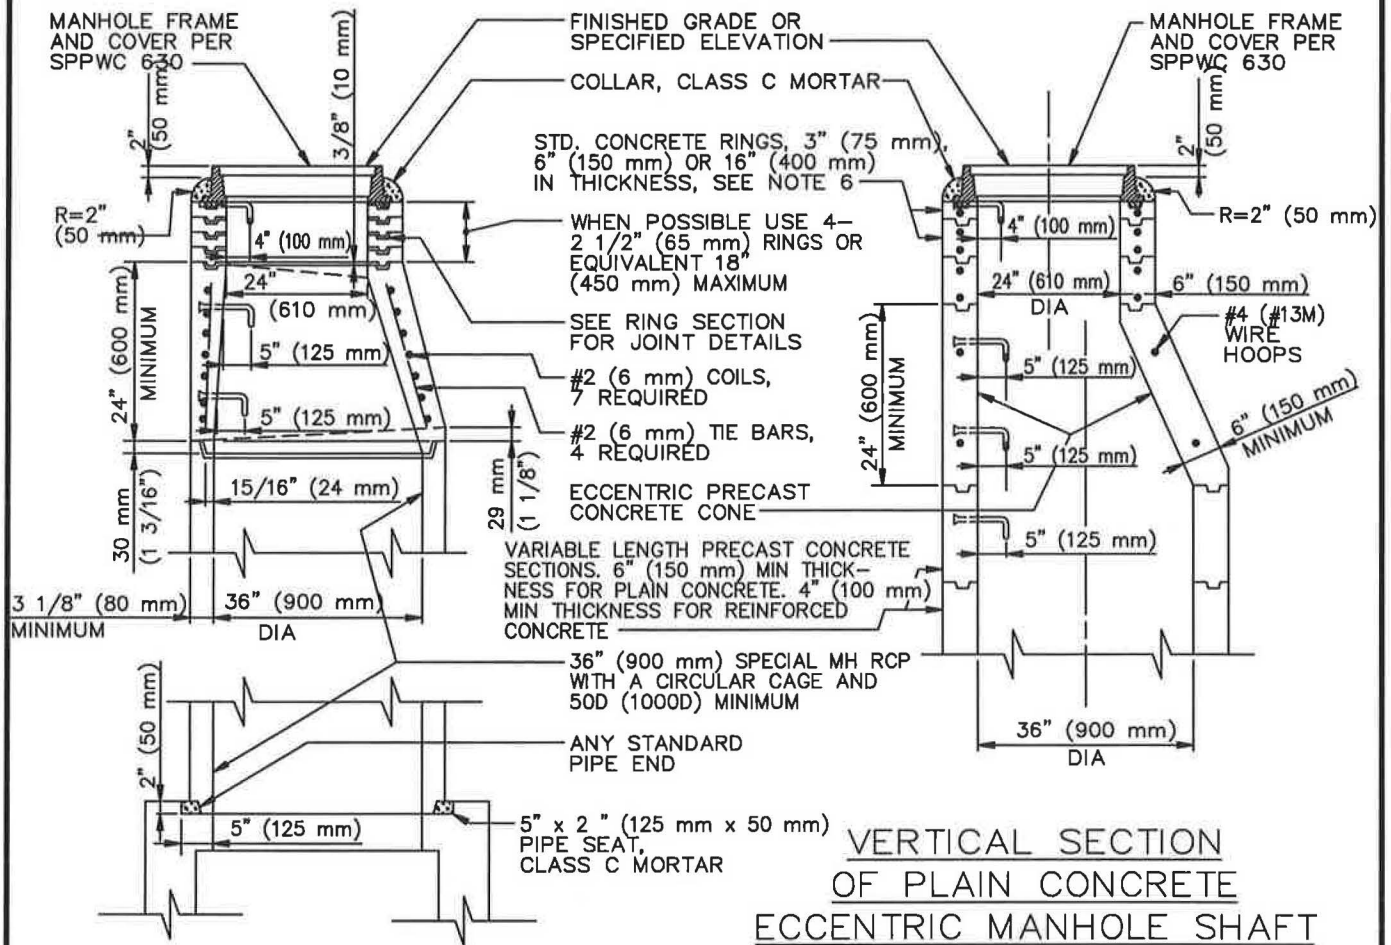 MANHOLE FRAME
AND COVER PER
SPPWC 630
2"
(50 mm)
3/8" (10 mm)
FINISHED GRADE OR
SPECIFIED ELEVATION
COLLAR, CLASS C MORTAR
STD. CONCRETE RINGS, 3" (75 mm),
6" (150 mm) OR 16" (400 mm)
IN THICKNESS, SEE NOTE 6
WHEN POSSIBLE USE 4-
2 1/2" (65 mm) RINGS OR
EQUIVALENT 18"
(450 mm) MAXIMUM
SEE RING SECTION
FOR JOINT DETAILS
#2 (6 mm) COILS,
7 REQUIRED
#2 (6 mm) TIE BARS,
4 REQUIRED
ECCENTRIC PRECAST
CONCRETE CONE
VARIABLE LENGTH PRECAST CONCRETE
SECTIONS. 6" (150 mm) MIN THICK-
NESS FOR PLAIN CONCRETE. 4" (100 mm)
MIN THICKNESS FOR REINFORCED
CONCRETE
36" (900 mm) SPECIAL MH RCP
WITH A CIRCULAR CAGE AND
50D (1000D) MINIMUM
ANY STANDARD
PIPE END
5" x 2 " (125 mm x 50 mm)
PIPE SEAT,
CLASS C MORTAR
R=2"
(50 mm)
4" (100 mm)
24"
(610 mm)
24" (600 mm)
MINIMUM
5" (125 mm)
5" (125 mm)
15/16" (24 mm)
30 mm
(1 3/16")
29 mm
(1 1/8")
3 1/8" (80 mm)
MINIMUM
36" (900 mm)
DIA
2" (50 mm)
5" (125 mm)
MANHOLE FRAME
AND COVER PER
SPPWC 630
2"
(50 mm)
R=2" (50 mm)
4" (100 mm)
24" (610 mm)
DIA
6" (150 mm)
#4 (#13M)
WIRE
HOOPS
24" (600 mm)
MINIMUM
5" (125 mm)
6" (150 mm)
MINIMUM
5" (125 mm)
5" (125 mm)
36" (900 mm)
DIA
VERTICAL SECTION
OF PLAIN CONCRETE
ECCENTRIC MANHOLE SHAFT